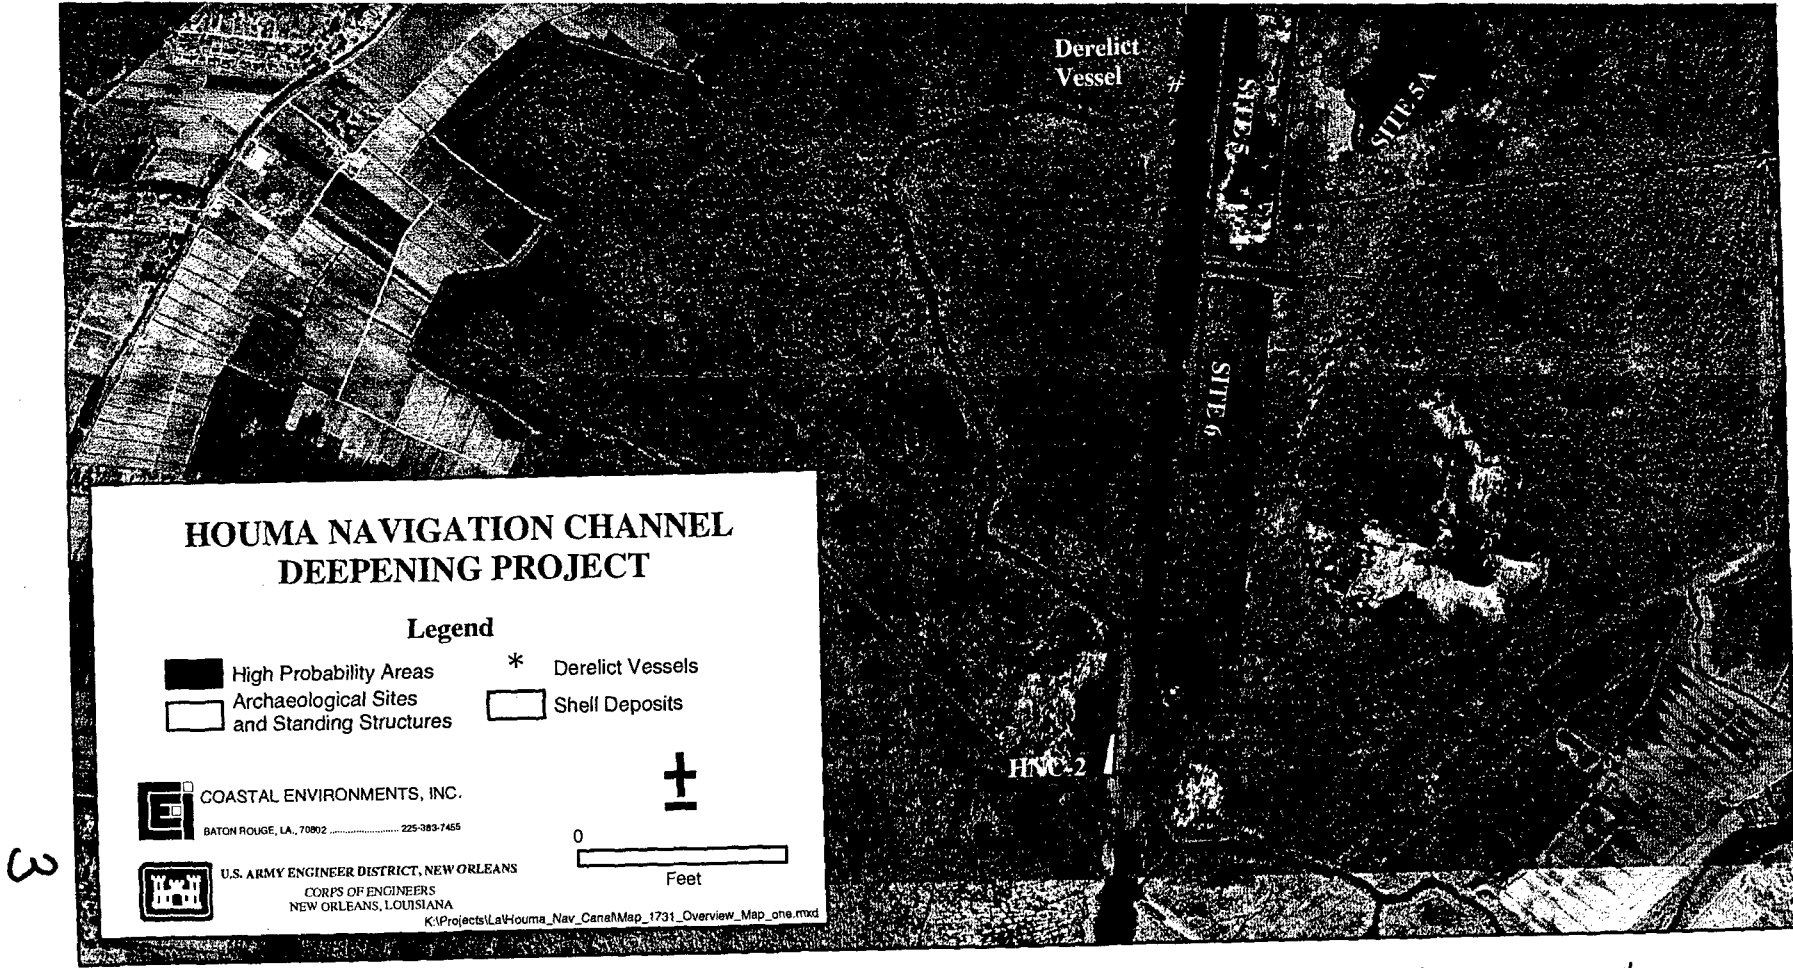 Derelict
Vessel
#
SITE 5
SITE 5A
SITE 6
HNC-2
HOUMA NAVIGATION CHANNEL
DEEPENING PROJECT
Legend
High Probability Areas
* Derelict Vessels
Archaeological Sites
and Standing Structures
Shell Deposits
COASTAL ENVIRONMENTS, INC.
BATON ROUGE, LA., 70802 ........................ 225-383-7455
0
Feet
U.S. ARMY ENGINEER DISTRICT, NEW ORLEANS
CORPS OF ENGINEERS
NEW ORLEANS, LOUISIANA
K:\Projects\La\Houma_Nav_Canal\Map_1731_Overview_Map_one.mxd
3